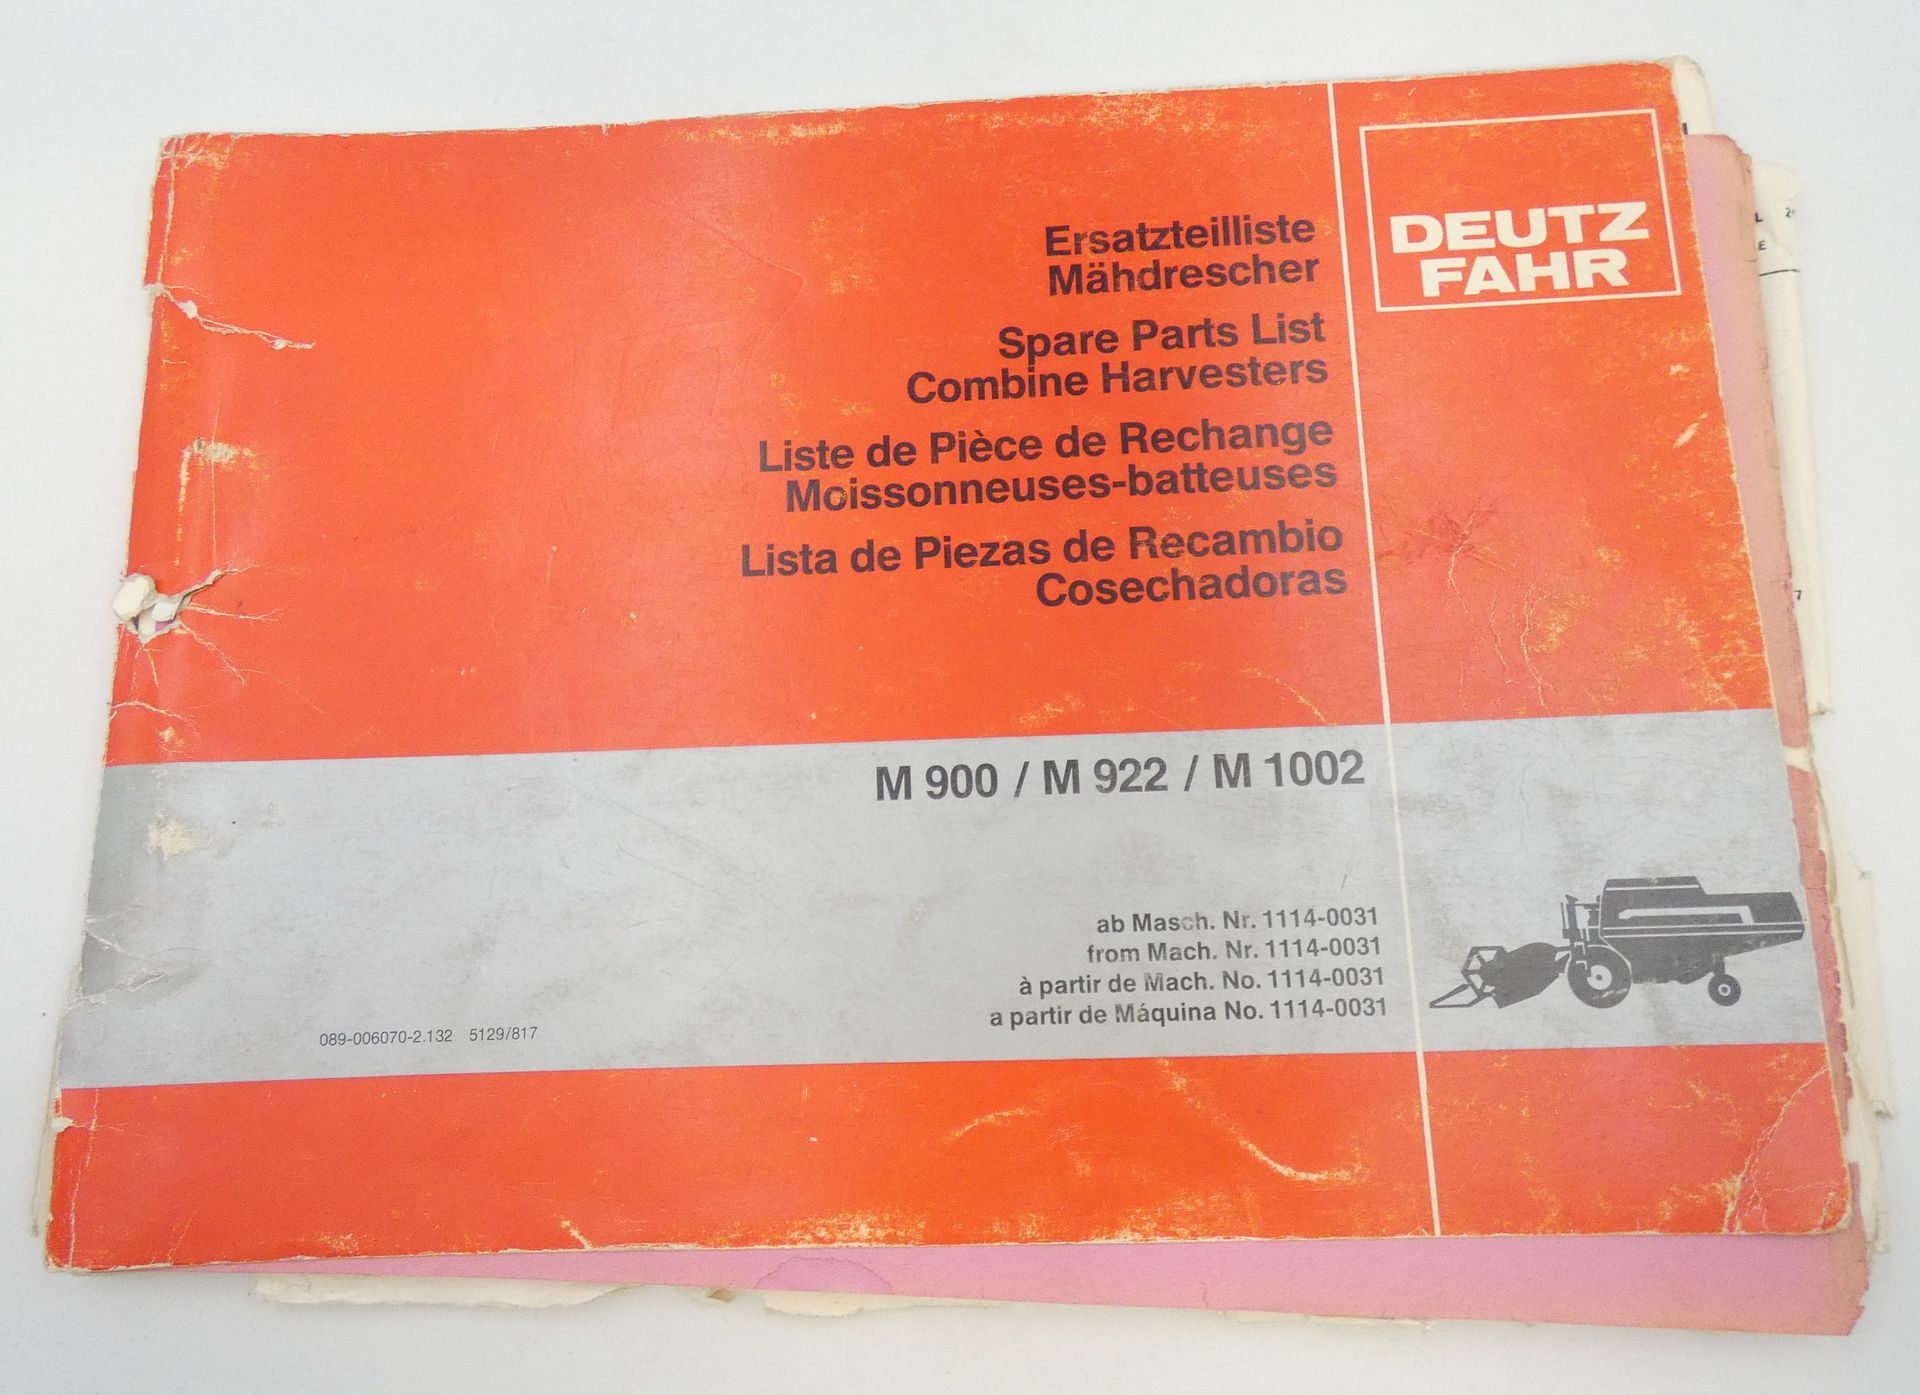 Ersatzteilliste
Mähdrescher
Spare Parts List
Combine Harvesters
Liste de Pièce de Rechange
Moissonneuses-batteuses
Lista de Piezas de Recambio
Cosechadoras
DEUTZ
FAHR
M 900 / M 922 / M 1002
ab Masch. Nr. 1114-0031
from Mach. Nr. 1114-0031
à partir de Mach. No. 1114-0031
a partir de Máquina No. 1114-0031
089-006070-2.132 5129/817